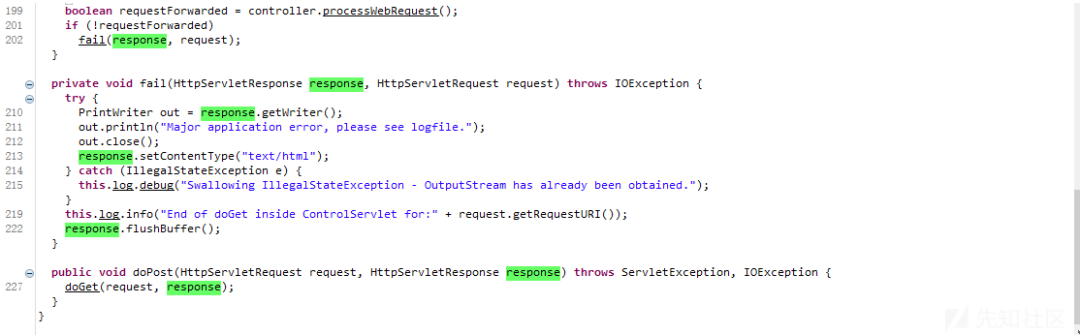 199 boolean requestForwarded = controller.processWebRequest();
201 if (!requestForwarded)
202 fail(response, request);
}
private void fail(HttpServletResponse response, HttpServletRequest request) throws IOException {
try {
210 PrintWriter out = response.getWriter();
211 out.println("Major application error, please see logfile.");
212 out.close();
213 response.setContentType("text/html");
214 } catch (IllegalStateException e) {
215 this.log.debug("Swallowing IllegalStateException - OutputStream has already been obtained.");
}
219 this.log.info("End of doGet inside ControlServlet for:" + request.getRequestURI());
222 response.flushBuffer();
}
public void doPost(HttpServletRequest request, HttpServletResponse response) throws ServletException, IOException {
227 doGet(request, response);
}
}
先知社区